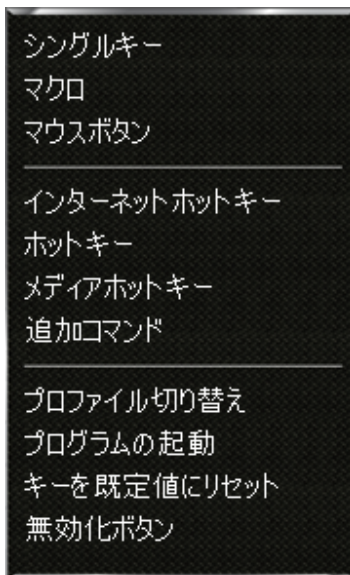 シングルキー
マクロ
マウスボタン
インターネットホットキー
ホットキー
メディアホットキー
追加コマンド
プロファイル切り替え
プログラムの起動
キーを既定値にリセット
無効化ボタン